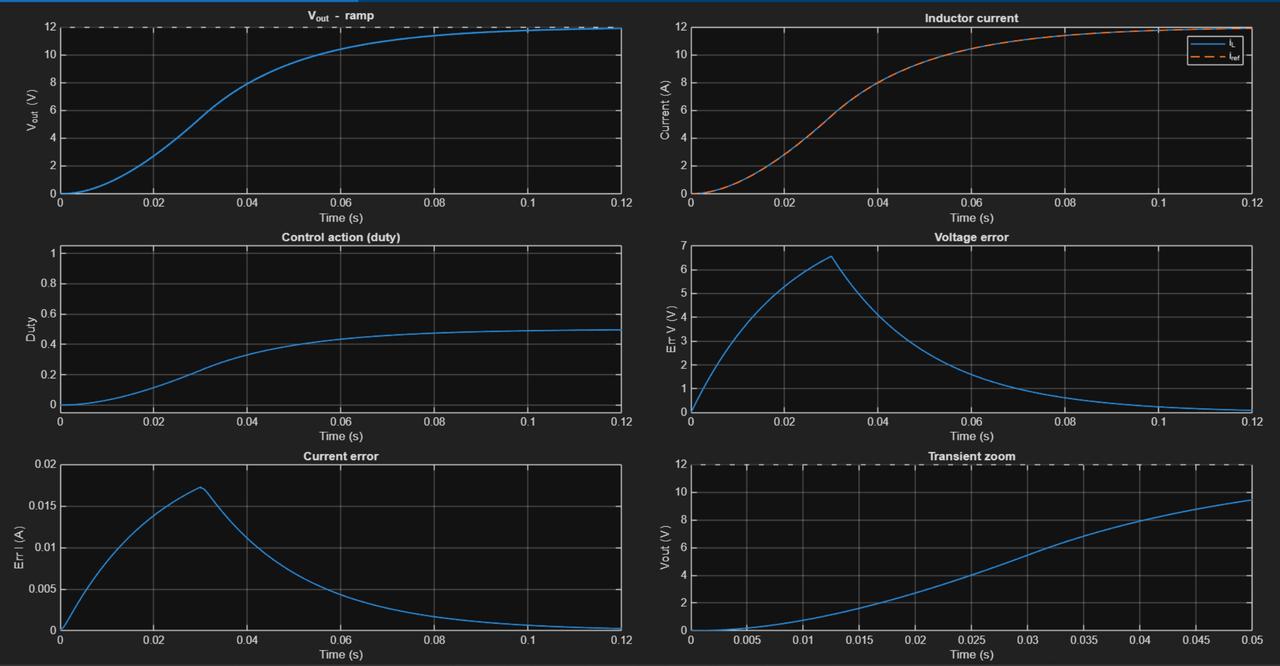 V_out - ramp
V_out (V)
12
10
8
6
4
2
0
0 0.02 0.04 0.06 0.08 0.1 0.12
Time (s)
Inductor current
Current (A)
12
10
8
6
4
2
0
i_L
i_ref
0 0.02 0.04 0.06 0.08 0.1 0.12
Time (s)
Control action (duty)
Duty
1
0.8
0.6
0.4
0.2
0
0 0.02 0.04 0.06 0.08 0.1 0.12
Time (s)
Voltage error
Err V (V)
7
6
5
4
3
2
1
0
0 0.02 0.04 0.06 0.08 0.1 0.12
Time (s)
Current error
Err I (A)
0.02
0.015
0.01
0.005
0
0 0.02 0.04 0.06 0.08 0.1 0.12
Time (s)
Transient zoom
Vout (V)
12
10
8
6
4
2
0
0 0.005 0.01 0.015 0.02 0.025 0.03 0.035 0.04 0.045 0.05
Time (s)